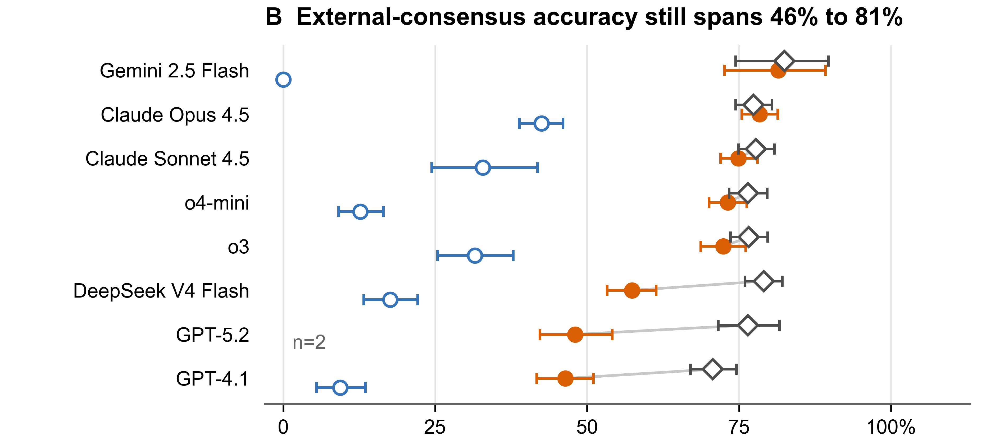 B External-consensus accuracy still spans 46% to 81%
Gemini 2.5 Flash
Claude Opus 4.5
Claude Sonnet 4.5
o4-mini
o3
DeepSeek V4 Flash
GPT-5.2
n=2
GPT-4.1
0 25 50 75 100%